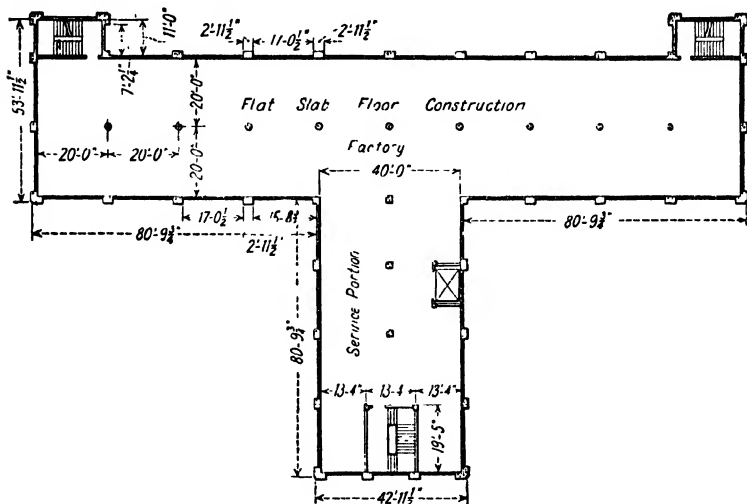 2'-11½" 17-0½" 2'-11½"
11'-0"
7'-2¼"
53'-11½"
20'-0"
Flat Slab Floor Construction
20'-0" 20'-0"
20'-0"
Factory
40'-0"
17-0½"
80'-9¾"
2'-11½"
80'-9¾"
80'-9¾"
Service Portion
13-4" 13-4 13'-4"
19'-5"
42'-11½"